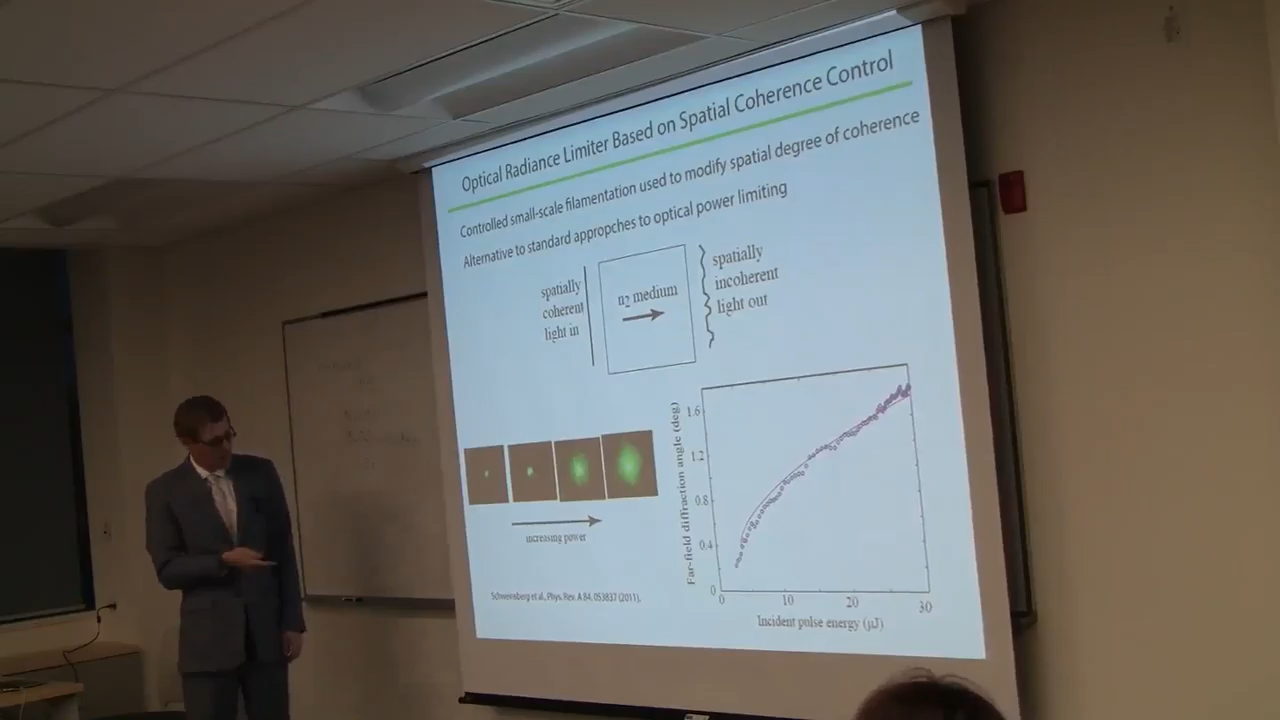 Optical Radiance Limiter Based on Spatial Coherence Control
Controlled small-scale filamentation used to modify spatial degree of coherence
Alternative to standard appropches to optical power limiting
spatially
coherent
light in
n2 medium
spatially
incoherent
light out
increasing power
Schweinsberg et al., Phys. Rev. A 84, 053837 (2011).
Far-field diffraction angle (deg)
1.6
1.2
0.8
0.4
0
0 10 20 30
Incident pulse energy (µJ)